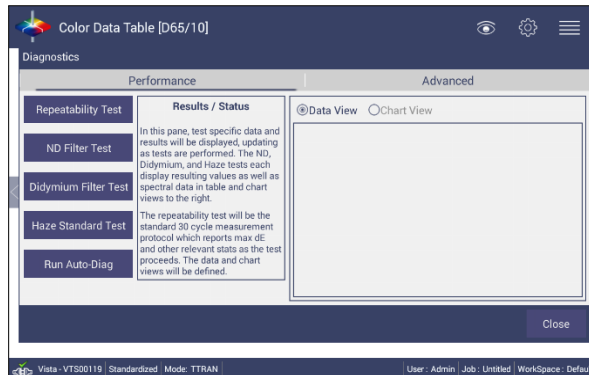 Color Data Table [D65/10]
Diagnostics
Performance
Advanced
Repeatability Test
ND Filter Test
Didymium Filter Test
Haze Standard Test
Run Auto-Diag
Results / Status
In this pane, test specific data and
results will be displayed, updating
as tests are performed. The ND,
Didymium, and Haze tests each
display resulting values as well as
spectral data in table and chart
views to the right.
The repeatability test will be the
standard 30 cycle measurement
protocol which reports max dE
and other relevant stats as the test
proceeds. The data and chart
views will be defined.
Data View
Chart View
Close
Vista - VTS00119 Standardized Mode: TTRAN User : Admin Job : Untitled WorkSpace : Defau